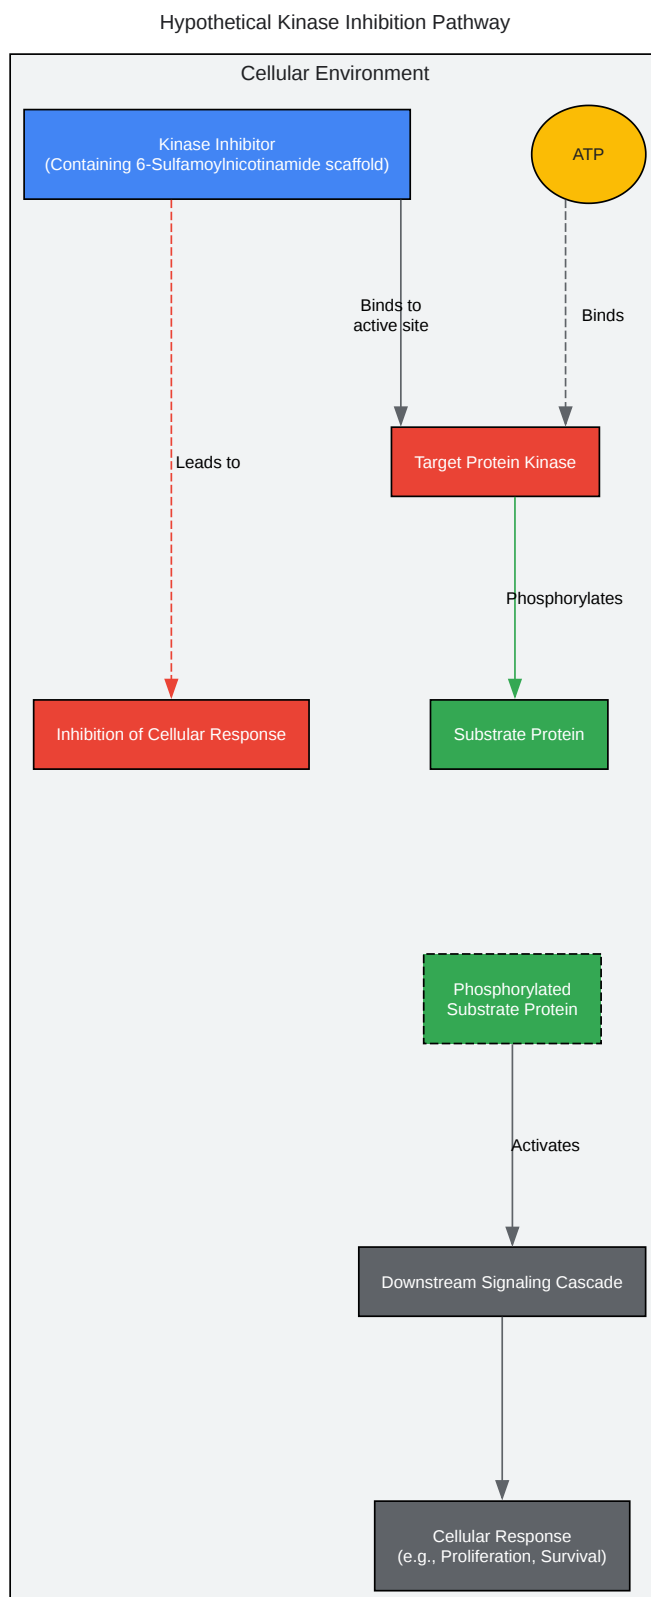 Hypothetical Kinase Inhibition Pathway
Cellular Environment
Kinase Inhibitor
(Containing 6-Sulfamoylnicotinamide scaffold)
ATP
Binds to
active site
Binds
Leads to
Target Protein Kinase
Phosphorylates
Inhibition of Cellular Response
Substrate Protein
Phosphorylated
Substrate Protein
Activates
Downstream Signaling Cascade
Cellular Response
(e.g., Proliferation, Survival)